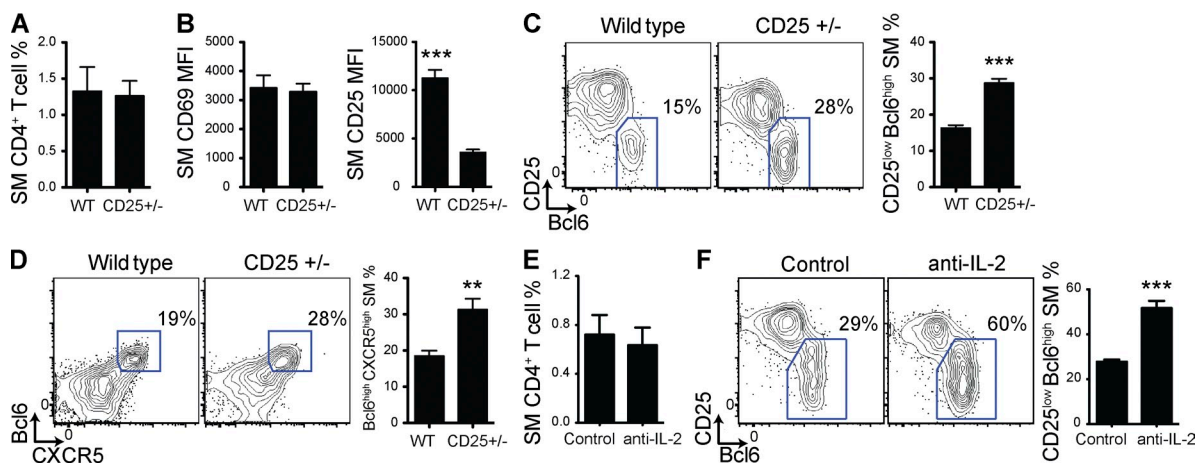 A
SM CD4+ T cell %
2.0
1.5
1.0
0.5
0.0
WT CD25+/-
B
SM CD69 MFI
5000
4000
3000
2000
1000
0
WT CD25+/-
SM CD25 MFI
15000
10000
5000
0
***
WT CD25+/-
C
Wild type
CD25 +/-
15%
28%
CD25
0
0
Bcl6
CD25low Bcl6high SM %
40
30
20
10
0
***
WT CD25+/-
D
Wild type
CD25 +/-
19%
28%
Bcl6
0
0
CXCR5
Bcl6high CXCR5high SM %
40
30
20
10
0
**
WT CD25+/-
E
SM CD4+ T cell %
1.2
0.8
0.4
0.0
Control anti-IL-2
F
Control
anti-IL-2
29%
60%
CD25
0
0
Bcl6
CD25low Bcl6high SM %
60
40
20
0
***
Control anti-IL-2